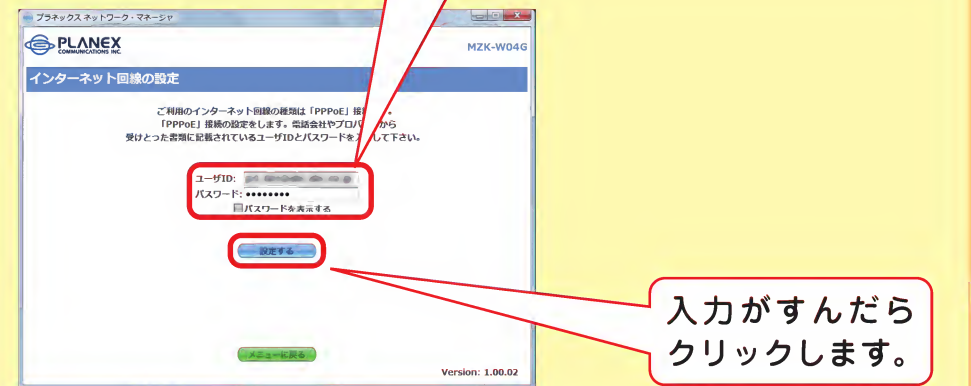 プラネックス ネットワーク・マネージャ
PLANEX
COMMUNICATIONS INC.
MZK-W04G
インターネット回線の設定
ご利用のインターネット回線の種類は「PPPoE」接
「PPPoE」接続の設定をします。電話会社やプロバ から
受けとった書類に記載されているユーザIDとパスワードを して下さい。
ユーザID:
パスワード: ••••••••
パスワードを表示する
設定する
入力がすんだら
クリックします。
メニューに戻る
Version: 1.00.02